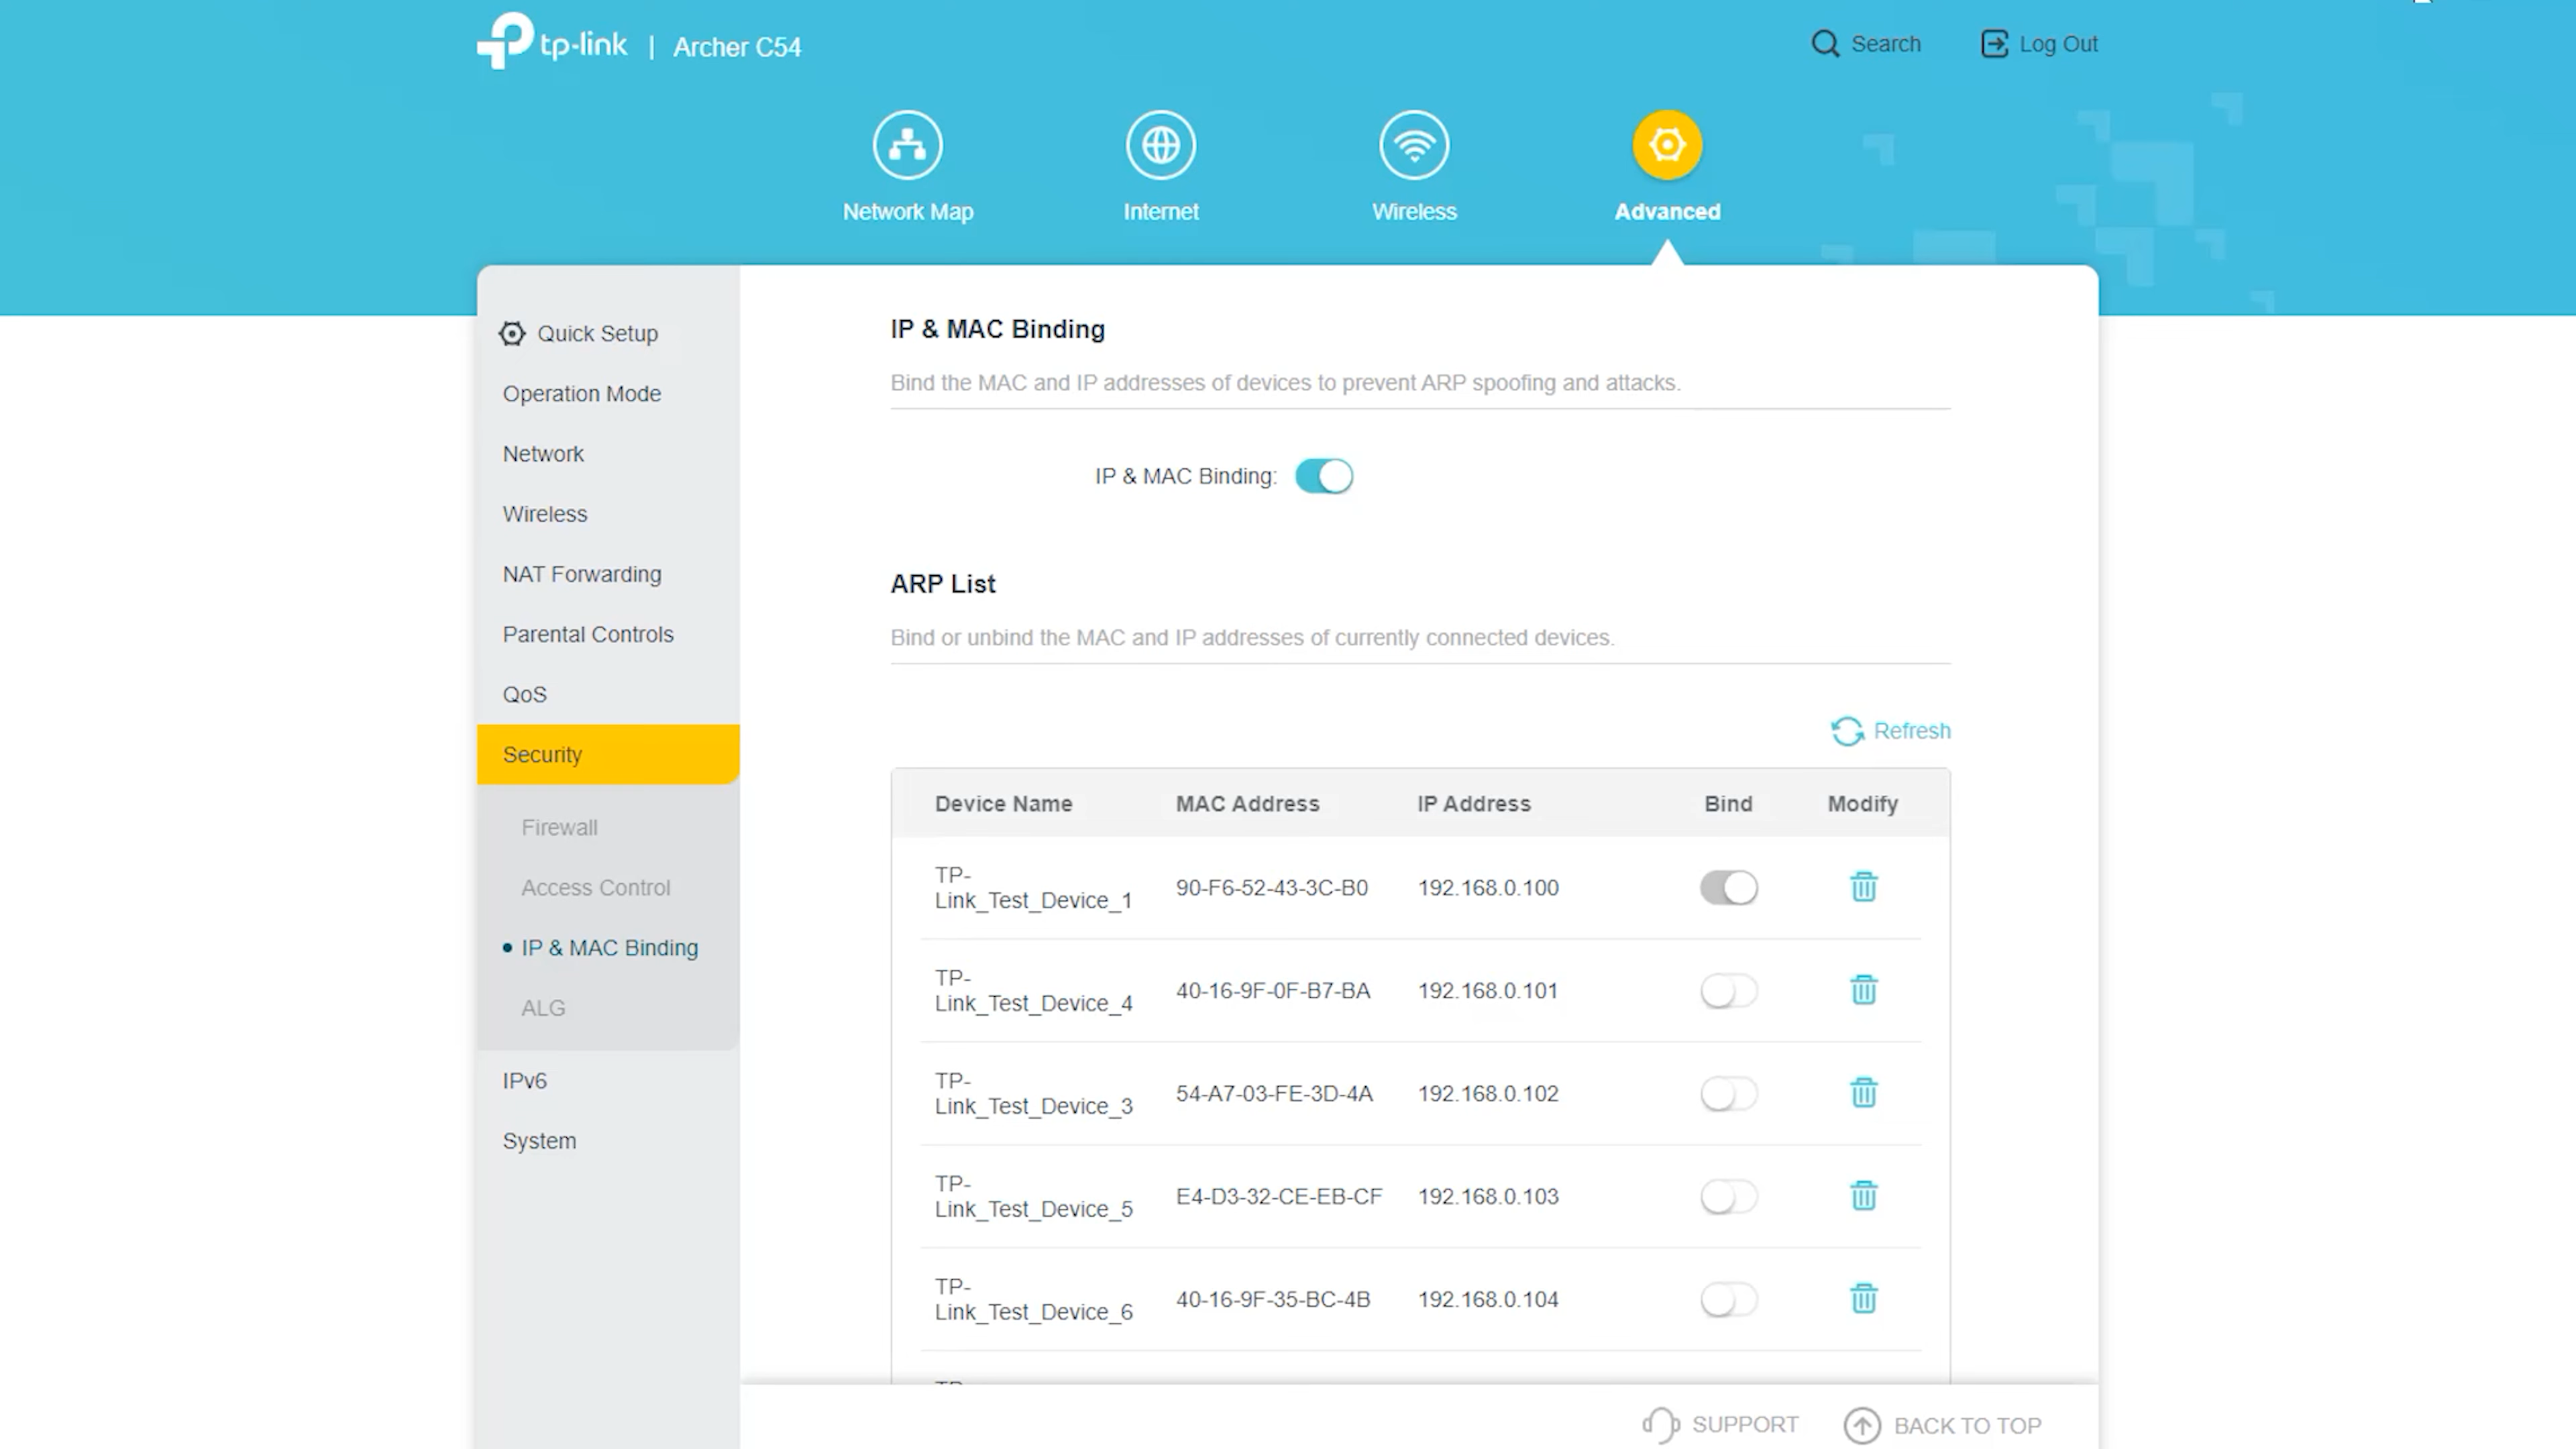 tp-link | Archer C54
Search
Log Out
Network Map
Internet
Wireless
Advanced
Quick Setup
Operation Mode
Network
Wireless
NAT Forwarding
Parental Controls
QoS
Security
Firewall
Access Control
IP & MAC Binding
ALG
IPv6
System
IP & MAC Binding
Bind the MAC and IP addresses of devices to prevent ARP spoofing and attacks.
IP & MAC Binding:
ARP List
Bind or unbind the MAC and IP addresses of currently connected devices.
Refresh
Device Name MAC Address IP Address Bind Modify
TP-
Link_Test_Device_1 90-F6-52-43-3C-B0 192.168.0.100
TP-
Link_Test_Device_4 40-16-9F-0F-B7-BA 192.168.0.101
TP-
Link_Test_Device_3 54-A7-03-FE-3D-4A 192.168.0.102
TP-
Link_Test_Device_5 E4-D3-32-CE-EB-CF 192.168.0.103
TP-
Link_Test_Device_6 40-16-9F-35-BC-4B 192.168.0.104
SUPPORT
BACK TO TOP